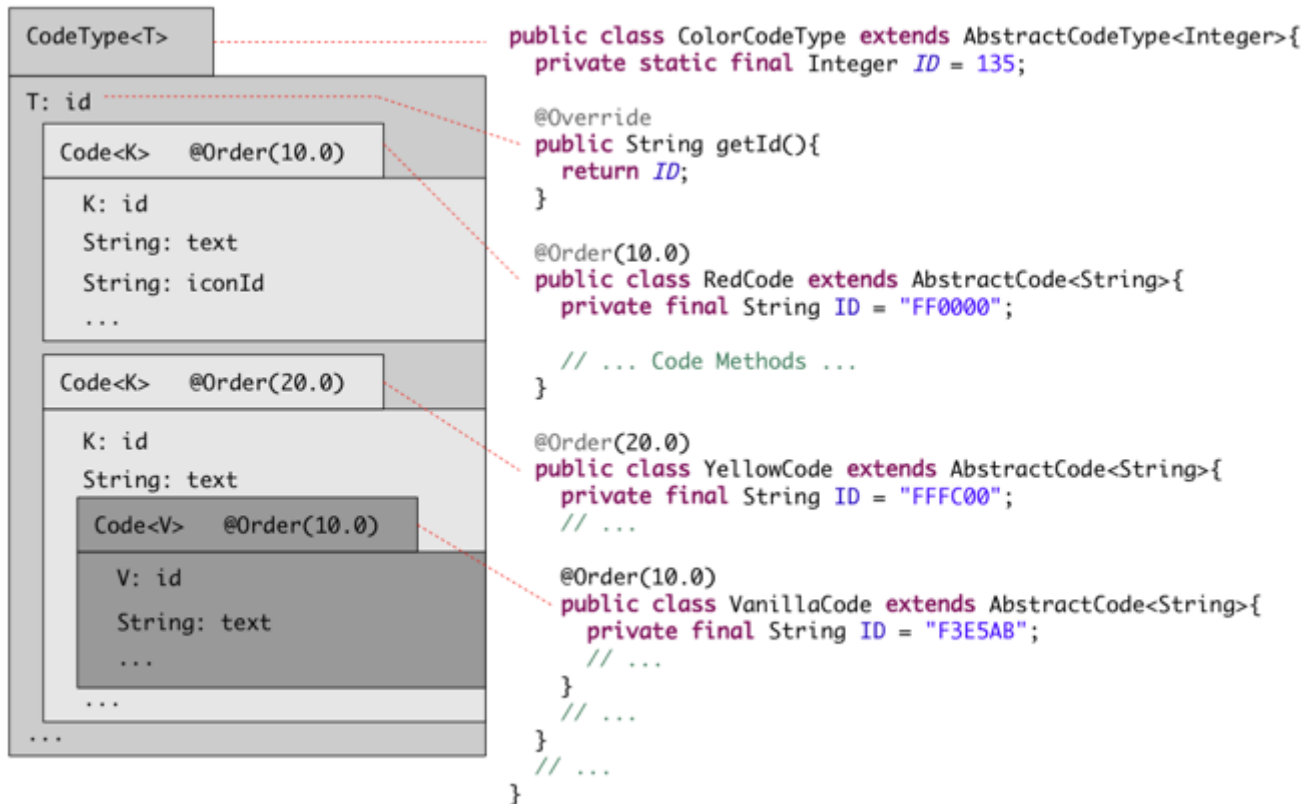 CodeType<T>
T: id
Code<K> @Order(10.0)
K: id
String: text
String: iconId
...
Code<K> @Order(20.0)
K: id
String: text
Code<V> @Order(10.0)
V: id
String: text
...
...
...
public class ColorCodeType extends AbstractCodeType<Integer>{
private static final Integer ID = 135;
@Override
public String getId(){
return ID;
}
@Order(10.0)
public class RedCode extends AbstractCode<String>{
private final String ID = "FF0000";
// ... Code Methods ...
}
@Order(20.0)
public class YellowCode extends AbstractCode<String>{
private final String ID = "FFFC00";
// ...
@Order(10.0)
public class VanillaCode extends AbstractCode<String>{
private final String ID = "F3E5AB";
// ...
}
// ...
}
// ...
}